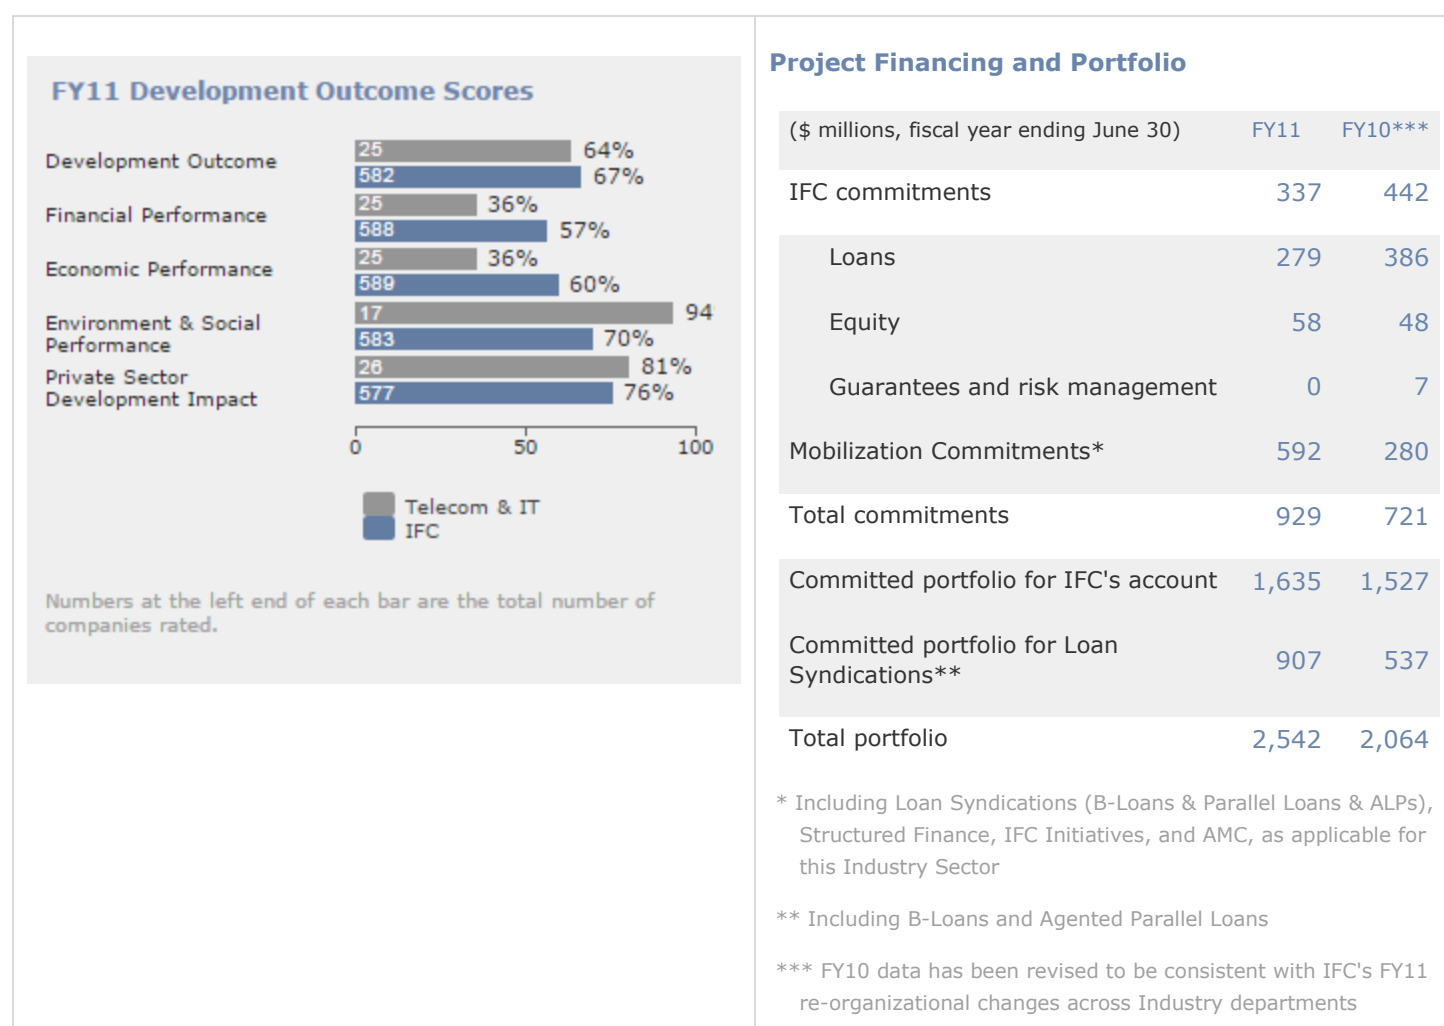 FY11 Development Outcome Scores
Development Outcome
25 64%
582 67%
Financial Performance
25 36%
588 57%
Economic Performance
25 36%
589 60%
Environment & Social
Performance
17 94
583 70%
Private Sector
Development Impact
26 81%
577 76%
0 50 100
Telecom & IT
IFC
Numbers at the left end of each bar are the total number of
companies rated.
Project Financing and Portfolio
($ millions, fiscal year ending June 30) FY11 FY10***
IFC commitments 337 442
Loans 279 386
Equity 58 48
Guarantees and risk management 0 7
Mobilization Commitments* 592 280
Total commitments 929 721
Committed portfolio for IFC's account 1,635 1,527
Committed portfolio for Loan
Syndications** 907 537
Total portfolio 2,542 2,064
* Including Loan Syndications (B-Loans & Parallel Loans & ALPs),
Structured Finance, IFC Initiatives, and AMC, as applicable for
this Industry Sector
** Including B-Loans and Agented Parallel Loans
*** FY10 data has been revised to be consistent with IFC's FY11
re-organizational changes across Industry departments